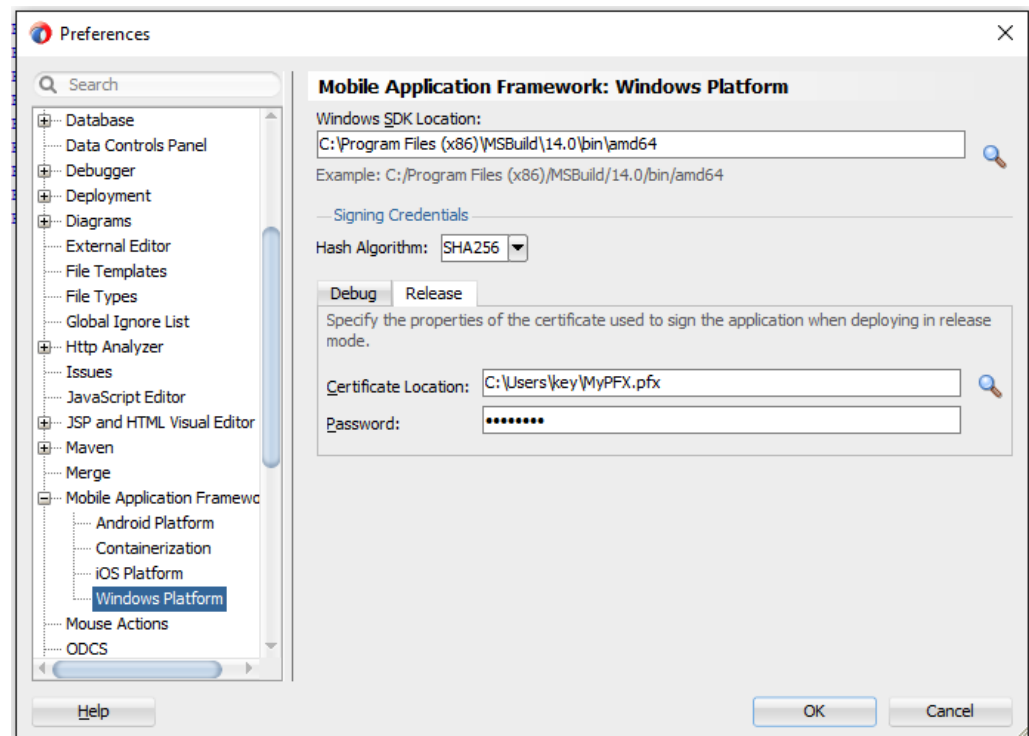 Preferences
Search
Database
Data Controls Panel
Debugger
Deployment
Diagrams
External Editor
File Templates
File Types
Global Ignore List
Http Analyzer
Issues
JavaScript Editor
JSP and HTML Visual Editor
Maven
Merge
Mobile Application Framewo
Android Platform
Containerization
iOS Platform
Windows Platform
Mouse Actions
ODCS
Mobile Application Framework: Windows Platform
Windows SDK Location:
C:\Program Files (x86)\MSBuild\14.0\bin\amd64
Example: C:/Program Files (x86)/MSBuild/14.0/bin/amd64
Signing Credentials
Hash Algorithm: SHA256
Debug Release
Specify the properties of the certificate used to sign the application when deploying in release
mode.
Certificate Location: C:\Users\key\MyPFX.pfx
Password: ••••••••
Help OK Cancel